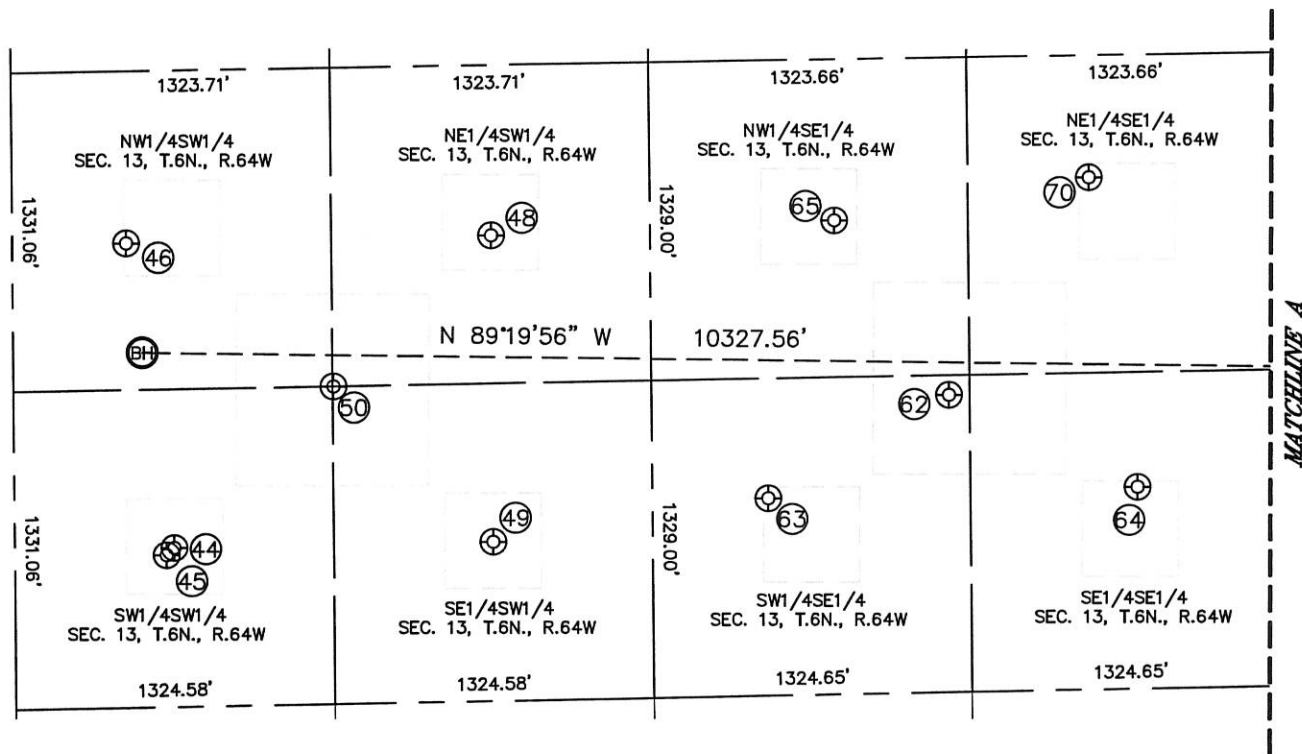 1323.71'
1323.71'
1323.66'
1323.66'
NW1/4SW1/4
SEC. 13, T.6N., R.64W
NE1/4SW1/4
SEC. 13, T.6N., R.64W
NW1/4SE1/4
SEC. 13, T.6N., R.64W
NE1/4SE1/4
SEC. 13, T.6N., R.64W
1331.06'
46
48
1329.00'
65
70
BH
N 89°19'56" W
10327.56'
MATCHLINE A
50
62
1331.06'
44
45
49
1329.00'
63
64
SW1/4SW1/4
SEC. 13, T.6N., R.64W
SE1/4SW1/4
SEC. 13, T.6N., R.64W
SW1/4SE1/4
SEC. 13, T.6N., R.64W
SE1/4SE1/4
SEC. 13, T.6N., R.64W
1324.58'
1324.58'
1324.65'
1324.65'